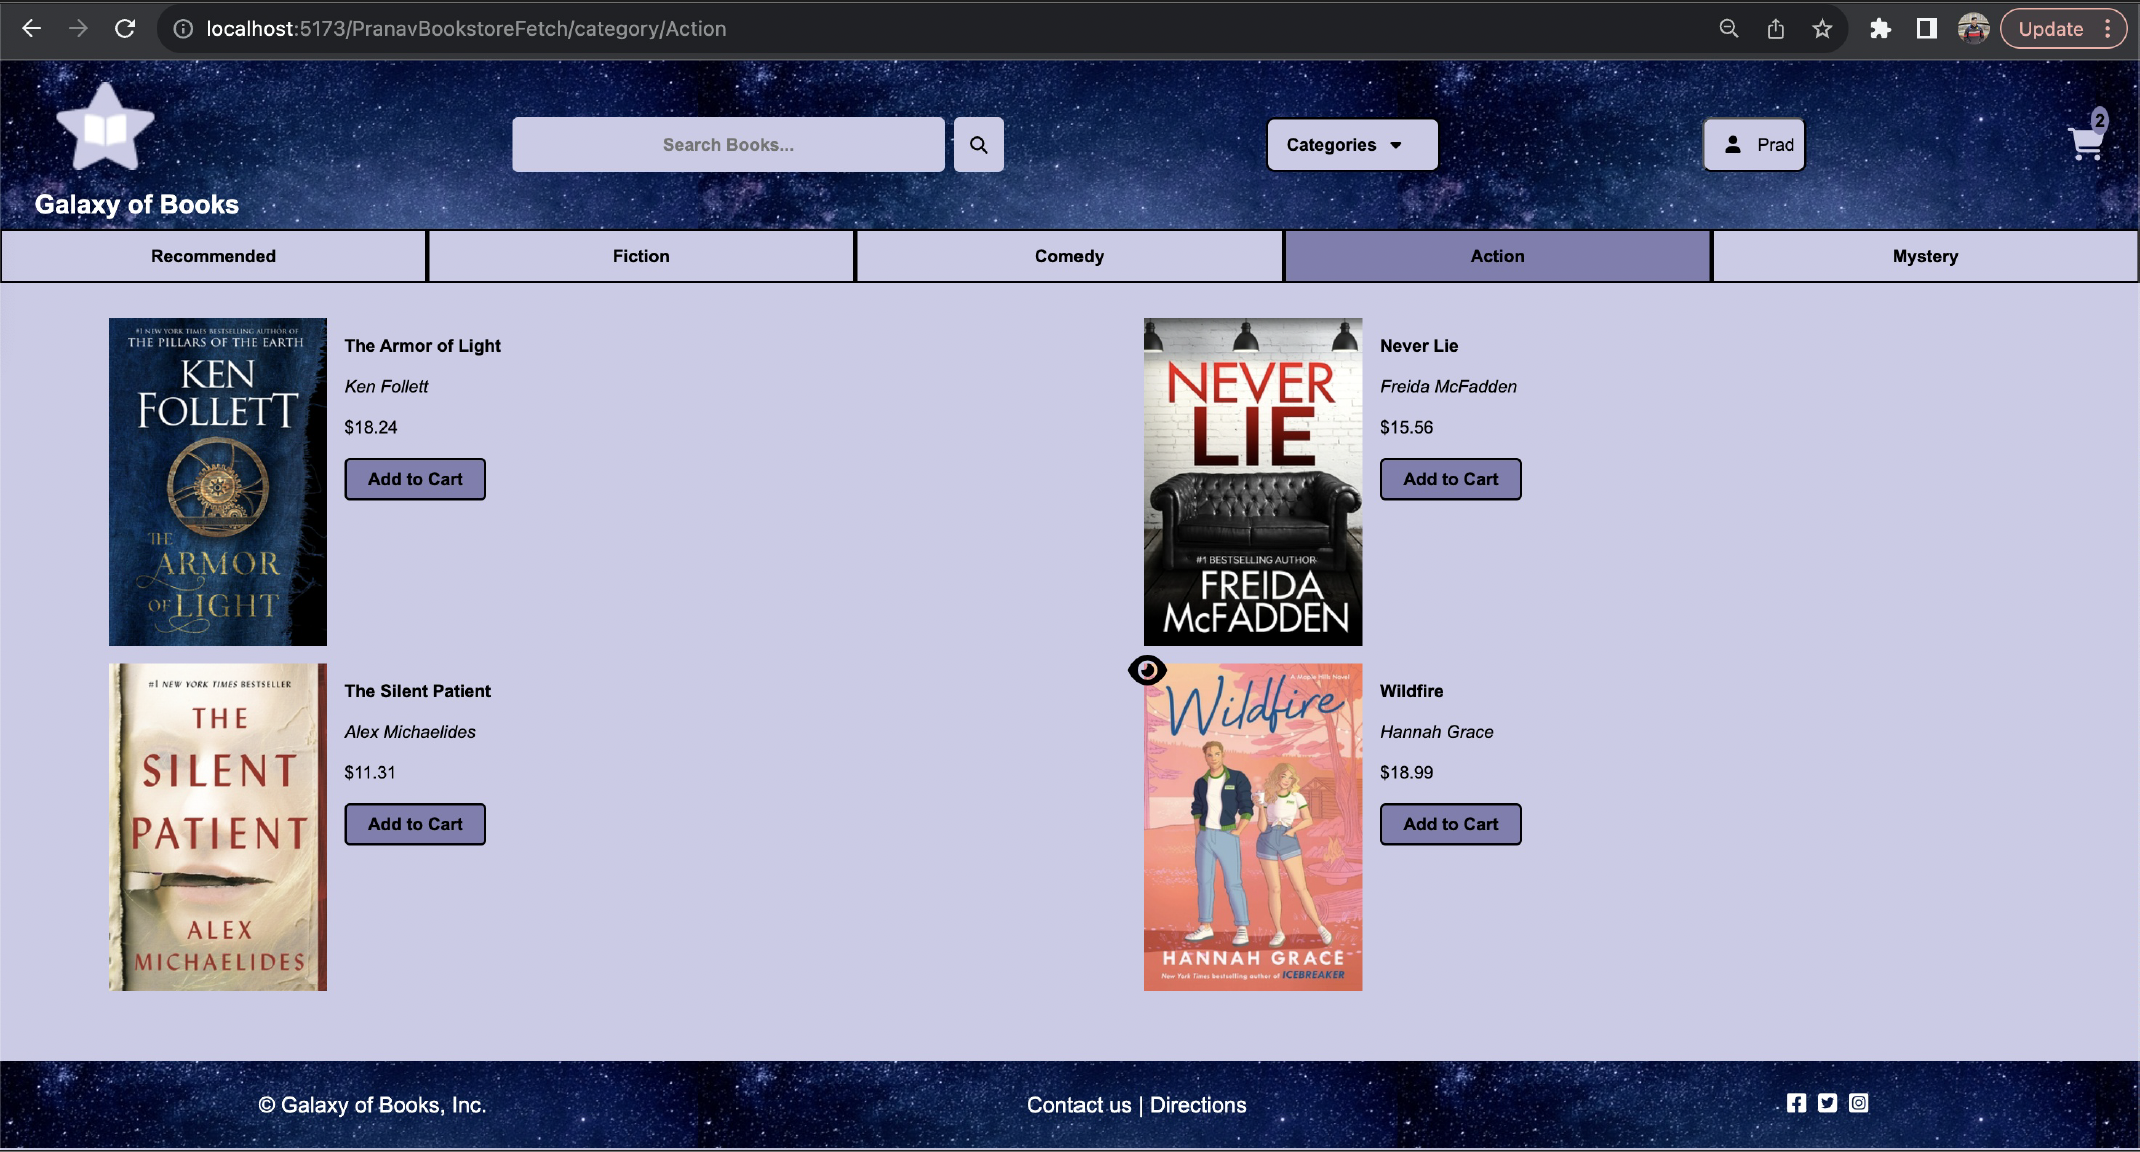 localhost:5173/PranavBookstoreFetch/category/Action
Update
Galaxy of Books
Search Books...
Categories
Prad
2
Recommended
Fiction
Comedy
Action
Mystery
#1 NEW YORK TIMES BESTSELLING AUTHOR OF
THE PILLARS OF THE EARTH
KEN
FOLLETT
THE
ARMOR
OF LIGHT
The Armor of Light
Ken Follett
$18.24
Add to Cart
NEVER
LIE
#1 BESTSELLING AUTHOR
FREIDA
McFADDEN
Never Lie
Freida McFadden
$15.56
Add to Cart
#1 NEW YORK TIMES BESTSELLER
THE
SILENT
PATIENT
ALEX
MICHAELIDES
The Silent Patient
Alex Michaelides
$11.31
Add to Cart
A Maple Hills Novel
Wildfire
HANNAH GRACE
New York Times bestselling author of ICEBREAKER
Wildfire
Hannah Grace
$18.99
Add to Cart
© Galaxy of Books, Inc.
Contact us | Directions